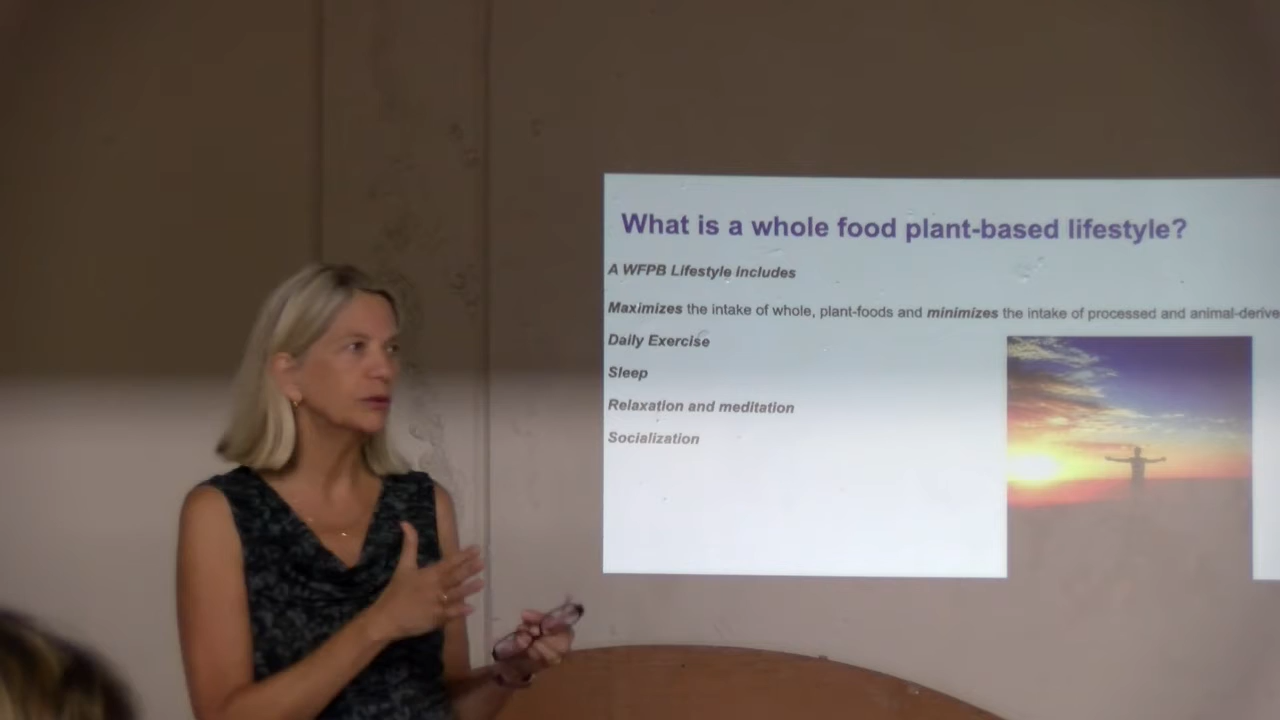 What is a whole food plant-based lifestyle?
A WFPB Lifestyle Includes
Maximizes the intake of whole, plant-foods and minimizes the intake of processed and animal-derive
Daily Exercise
Sleep
Relaxation and meditation
Socialization